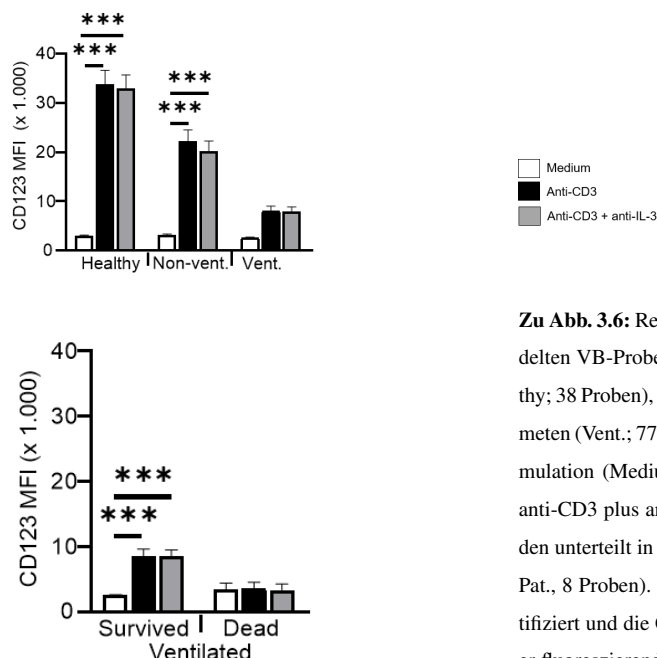 ***
***
***
***
40
30
20
10
0
CD123 MFI (x 1.000)
Healthy Non-vent. Vent.
Medium
Anti-CD3
Anti-CD3 + anti-IL-3
***
***
40
30
20
10
0
CD123 MFI (x 1.000)
Survived Dead
Ventilated
Zu Abb. 3.6: Re
delten VB-Probe
thy; 38 Proben),
meten (Vent.; 77
mulation (Mediu
anti-CD3 plus an
den unterteilt in
Pat., 8 Proben).
tifiziert und die